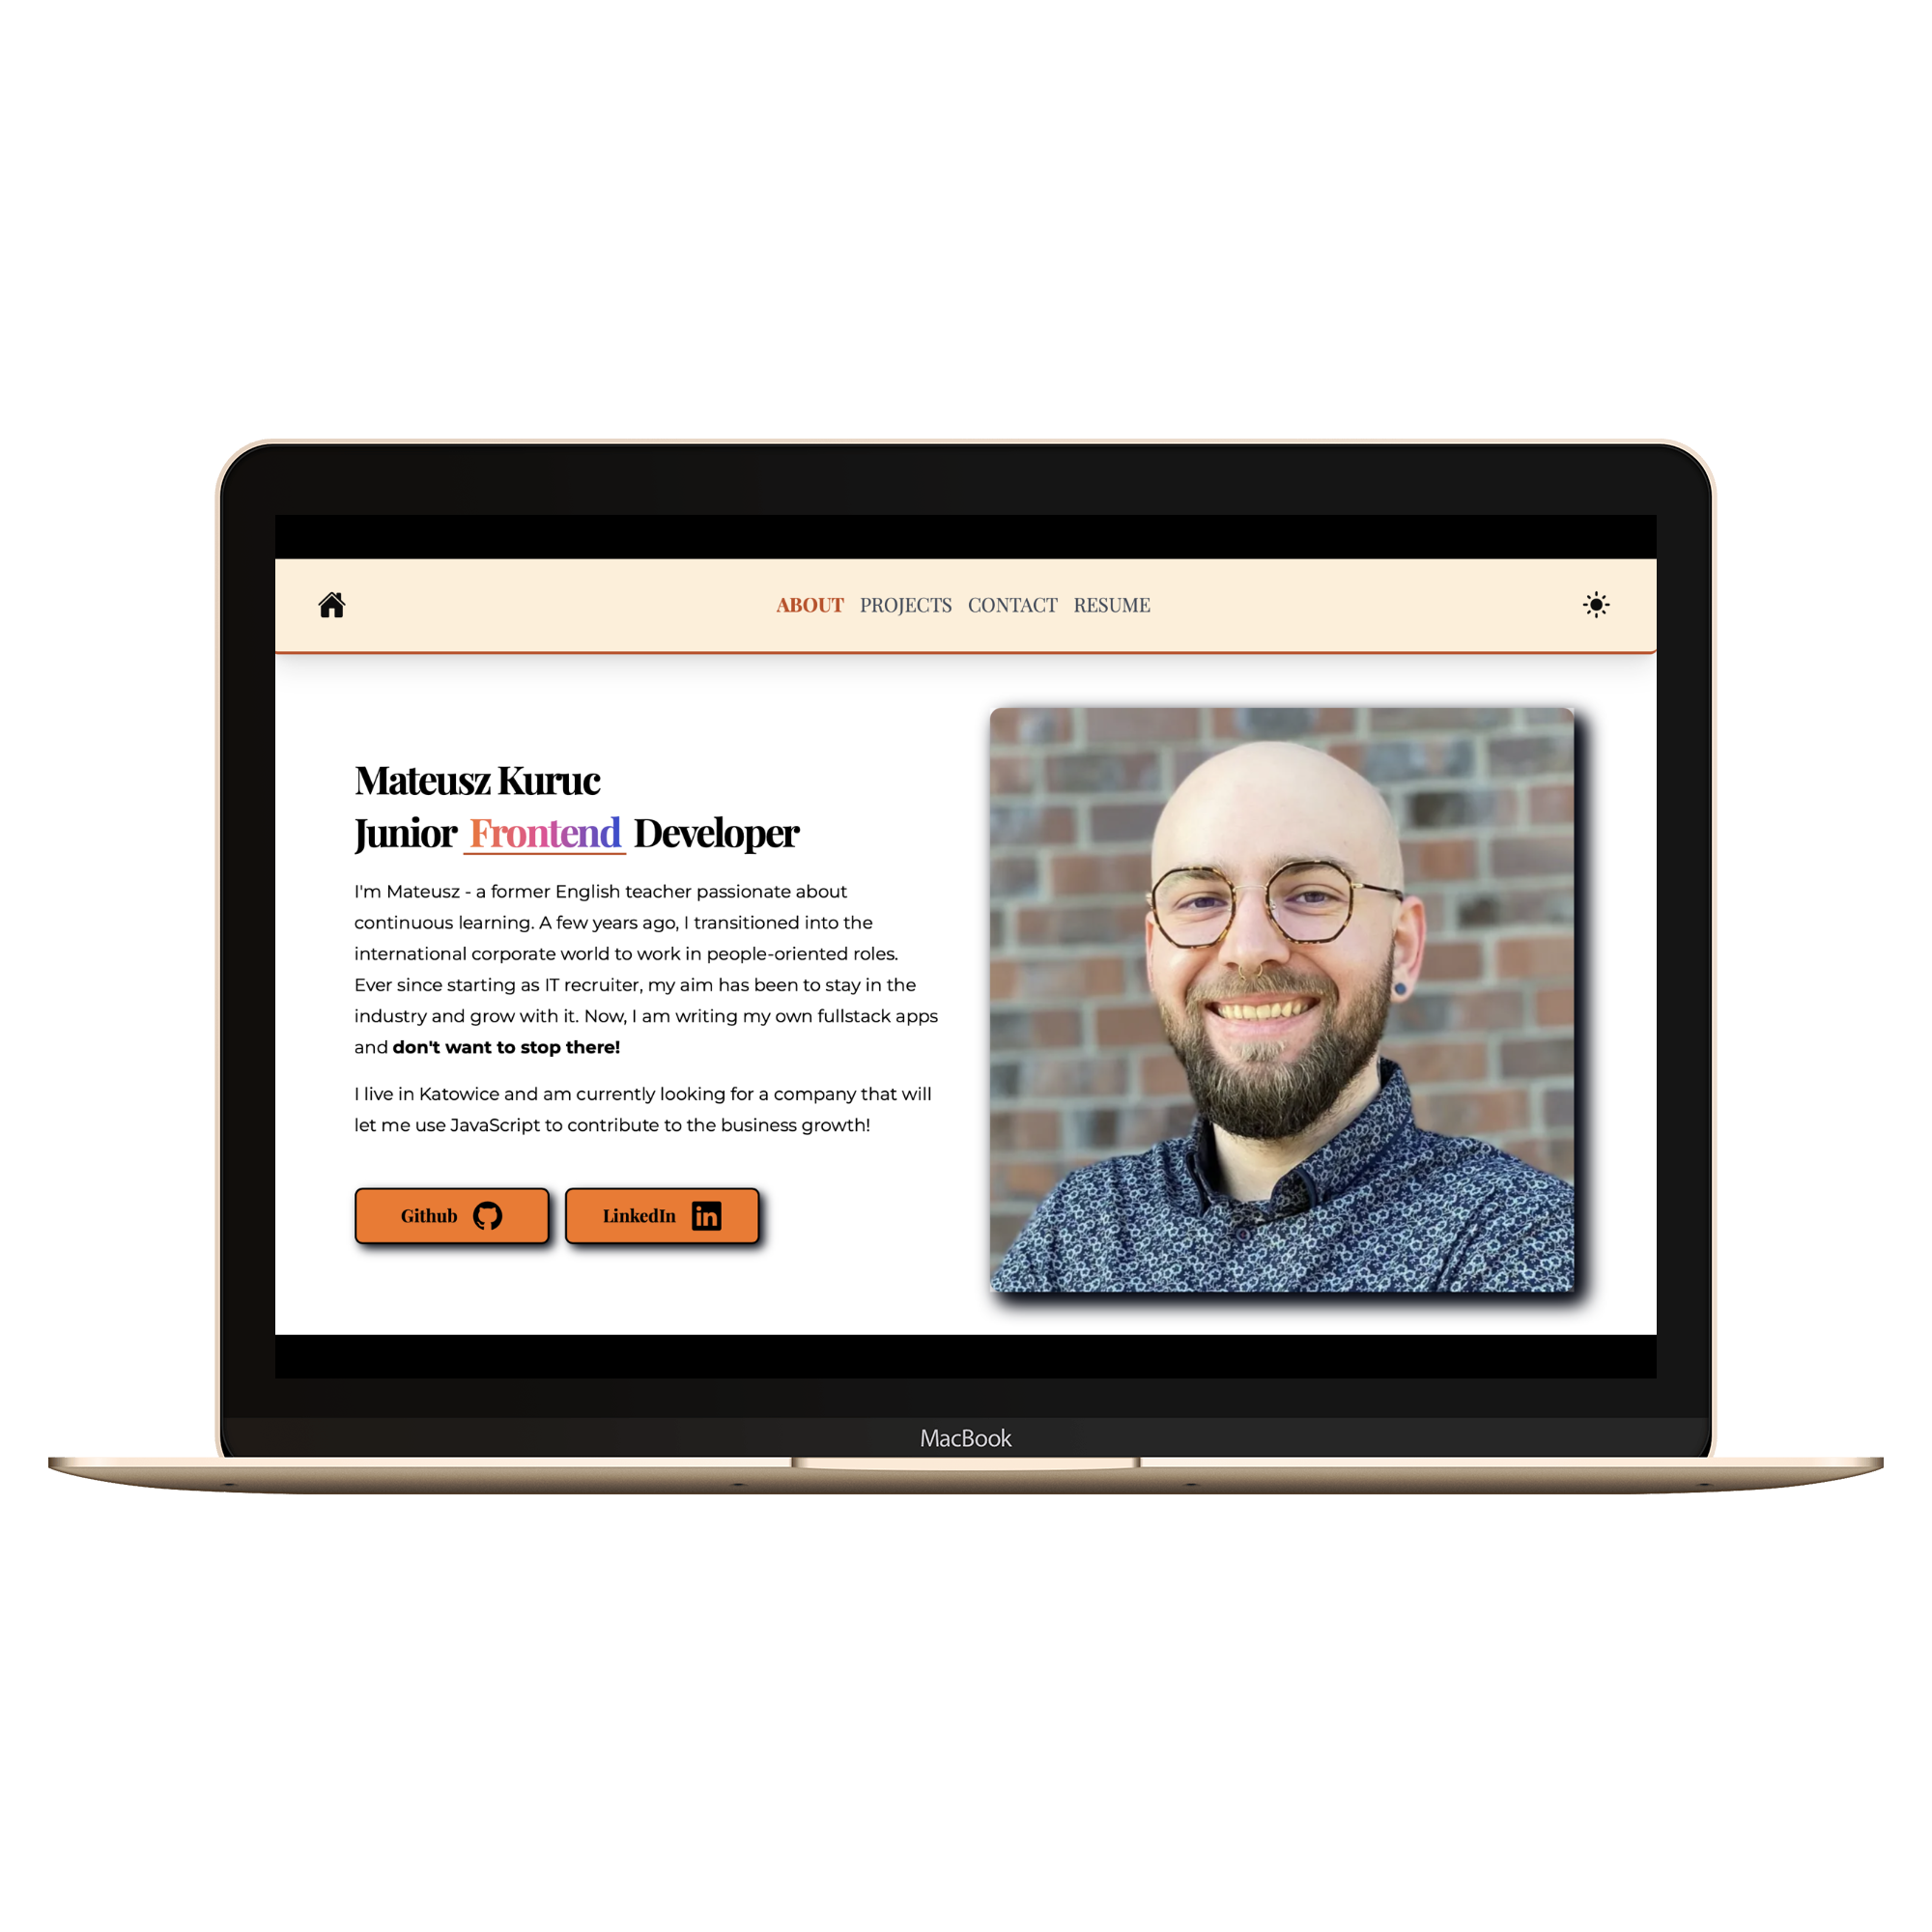 ABOUT PROJECTS CONTACT RESUME
Mateusz Kuruc
Junior Frontend Developer
I'm Mateusz - a former English teacher passionate about
continuous learning. A few years ago, I transitioned into the
international corporate world to work in people-oriented roles.
Ever since starting as IT recruiter, my aim has been to stay in the
industry and grow with it. Now, I am writing my own fullstack apps
and don't want to stop there!
I live in Katowice and am currently looking for a company that will
let me use JavaScript to contribute to the business growth!
Github
LinkedIn in
MacBook